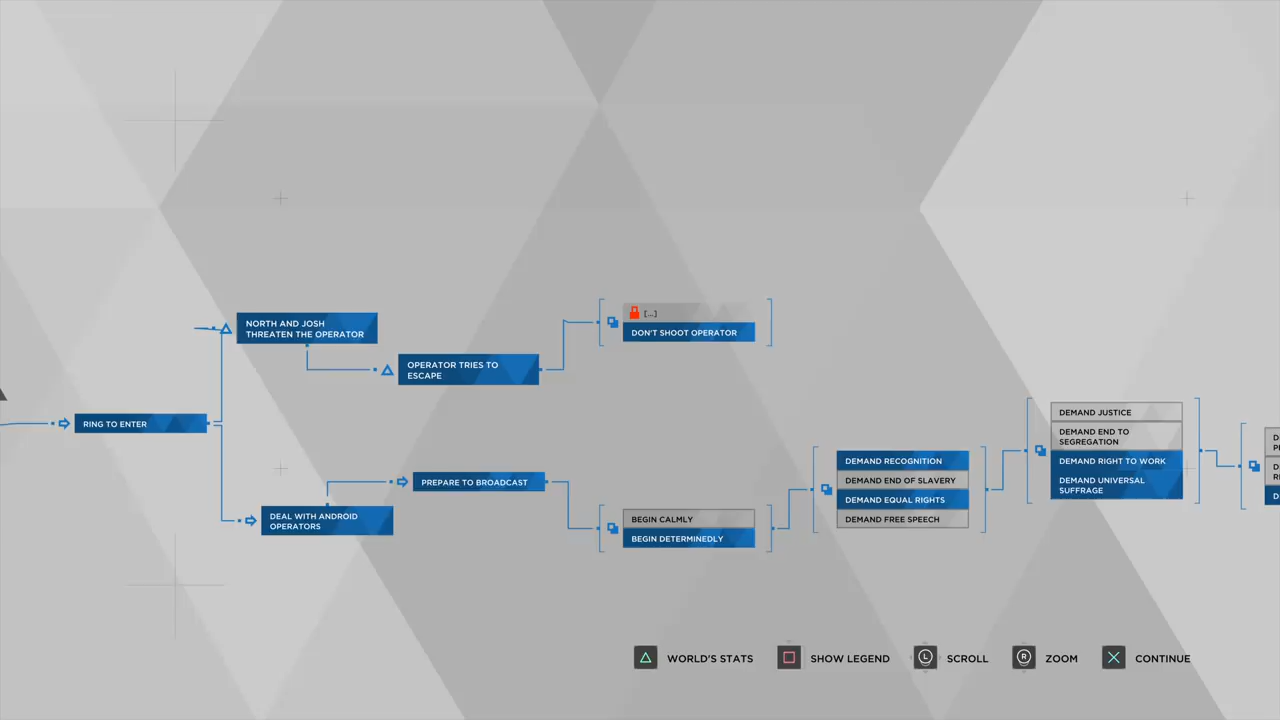 [...]
DON'T SHOOT OPERATOR
NORTH AND JOSH
THREATEN THE OPERATOR
OPERATOR TRIES TO
ESCAPE
RING TO ENTER
DEAL WITH ANDROID
OPERATORS
PREPARE TO BROADCAST
BEGIN CALMLY
BEGIN DETERMINEDLY
DEMAND RECOGNITION
DEMAND END OF SLAVERY
DEMAND EQUAL RIGHTS
DEMAND FREE SPEECH
DEMAND JUSTICE
DEMAND END TO
SEGREGATION
DEMAND RIGHT TO WORK
DEMAND UNIVERSAL
SUFFRAGE
WORLD'S STATS
SHOW LEGEND
L
SCROLL
R
ZOOM
CONTINUE